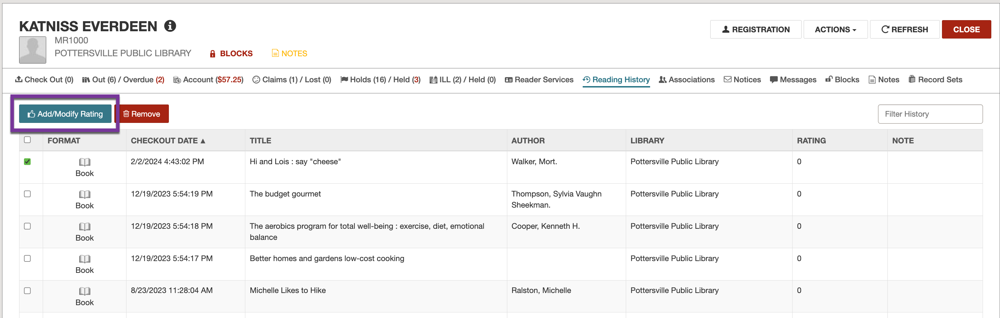 KATNISS EVERDEEN
MR1000
POTTERSVILLE PUBLIC LIBRARY BLOCKS NOTES
REGISTRATION ACTIONS REFRESH CLOSE
Check Out (0) Out (6) / Overdue (2) Account ($57.25) Claims (1) / Lost (0) Holds (16) / Held (3) ILL (2) / Held (0) Reader Services Reading History Associations Notices Messages Blocks Notes Record Sets
Add/Modify Rating Remove Filter History
FORMAT CHECKOUT DATE ▲ TITLE AUTHOR LIBRARY RATING NOTE
Book 2/2/2024 4:43:02 PM Hi and Lois : say "cheese" Walker, Mort. Pottersville Public Library 0
Book 12/19/2023 5:54:19 PM The budget gourmet Thompson, Sylvia Vaughn Pottersville Public Library 0
Sheekman.
Book 12/19/2023 5:54:18 PM The aerobics program for total well-being : exercise, diet, emotional Cooper, Kenneth H. Pottersville Public Library 0
balance
Book 12/19/2023 5:54:17 PM Better homes and gardens low-cost cooking Pottersville Public Library 0
Book 8/23/2023 11:28:04 AM Michelle Likes to Hike Ralston, Michelle Pottersville Public Library 0